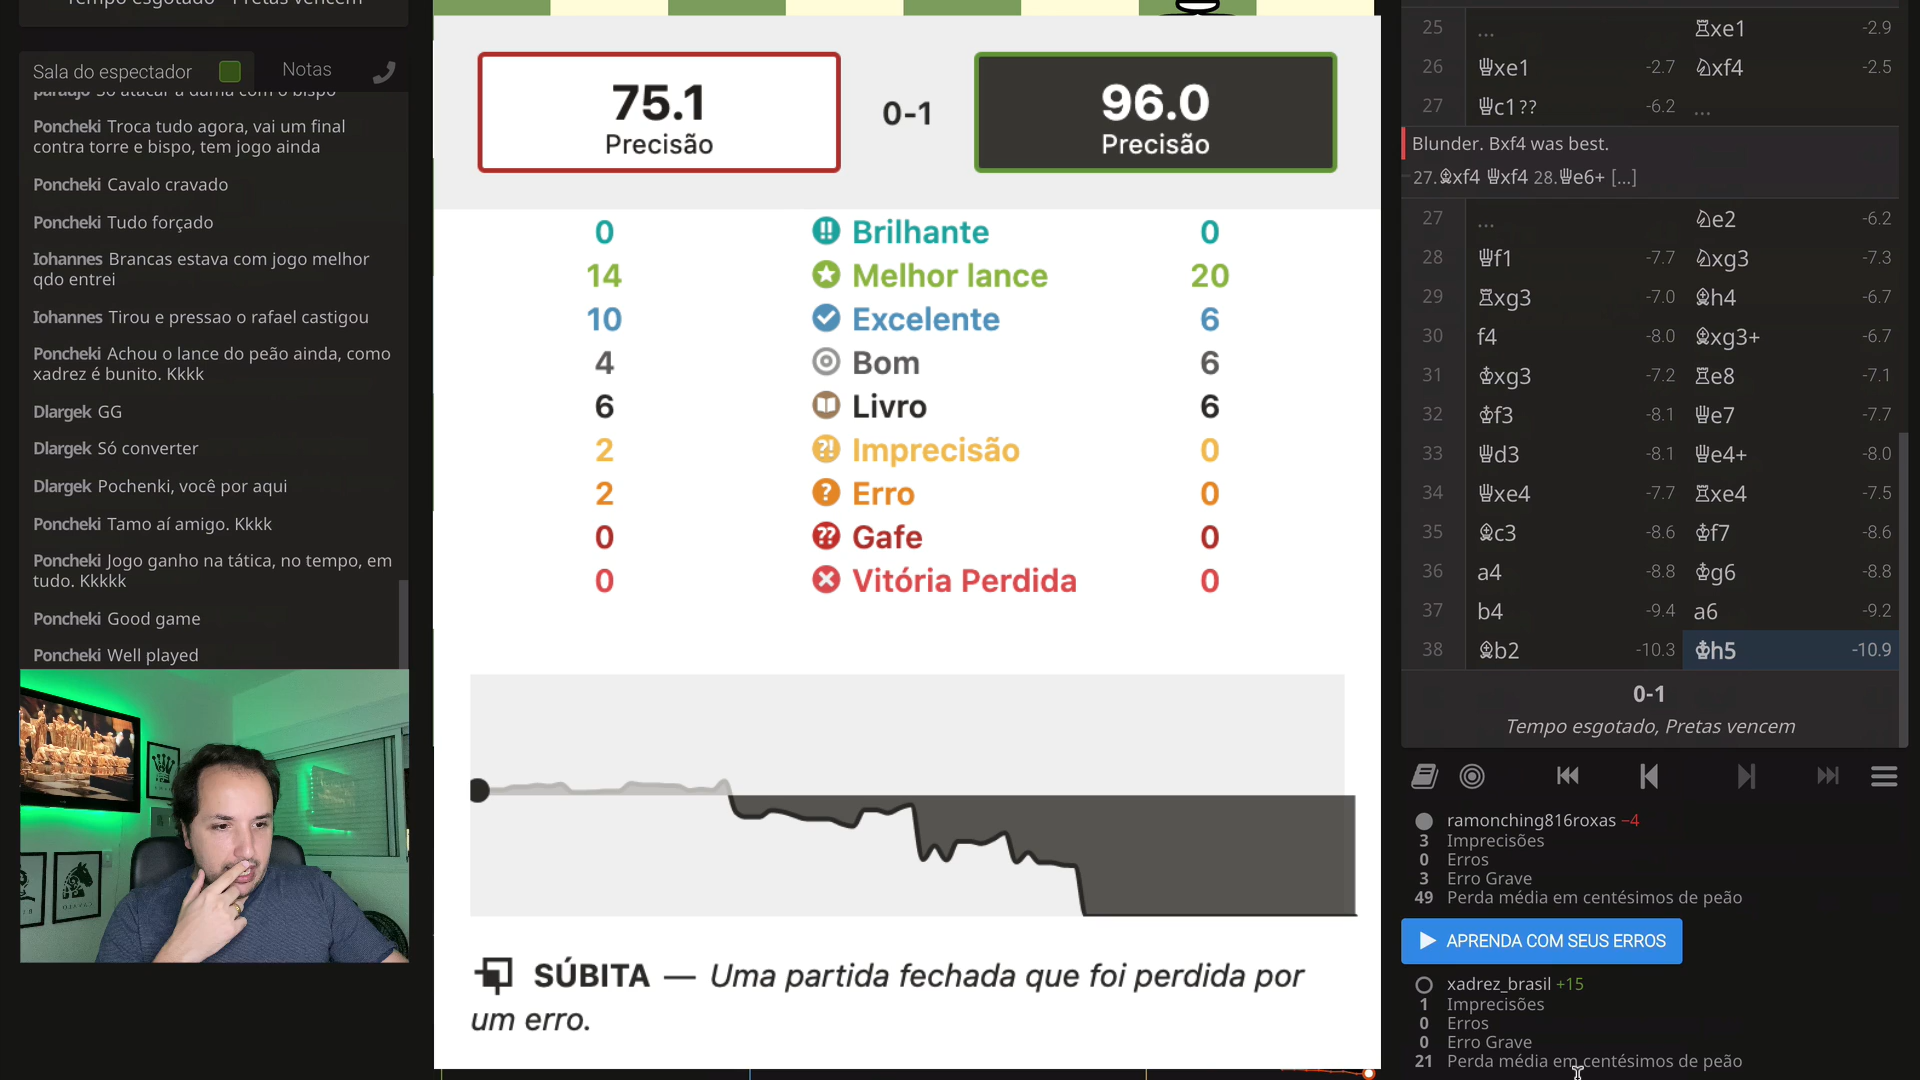 Tempo esgotado - Pretas vencem
Sala do espectador
Notas
paraujo Só atacar a dama com o bispo
Poncheki Troca tudo agora, vai um final
contra torre e bispo, tem jogo ainda
Poncheki Cavalo cravado
Poncheki Tudo forçado
Iohannes Brancas estava com jogo melhor
qdo entrei
Iohannes Tirou e pressao o rafael castigou
Poncheki Achou o lance do peão ainda, como
xadrez é bunito. Kkkk
Dlargek GG
Dlargek Só converter
Dlargek Pochenki, você por aqui
Poncheki Tamo aí amigo. Kkkk
Poncheki Jogo ganho na tática, no tempo, em
tudo. Kkkkk
Poncheki Good game
Poncheki Well played
75.1
Precisão
0-1
96.0
Precisão
0 Brilhante 0
14 Melhor lance 20
10 Excelente 6
4 Bom 6
6 Livro 6
2 Imprecisão 0
2 Erro 0
0 Gafe 0
0 Vitória Perdida 0
SÚBITA — Uma partida fechada que foi perdida por
um erro.
25 ... ♖xe1 -2.9
26 ♕xe1 -2.7 ♘xf4 -2.5
27 ♕c1?? -6.2 ...
Blunder. Bxf4 was best.
27.♗xf4 ♕xf4 28.♕e6+ [...]
27 ... ♘e2 -6.2
28 ♕f1 -7.7 ♘xg3 -7.3
29 ♖xg3 -7.0 ♗h4 -6.7
30 f4 -8.0 ♗xg3+ -6.7
31 ♔xg3 -7.2 ♖e8 -7.1
32 ♔f3 -8.1 ♕e7 -7.7
33 ♕d3 -8.1 ♕e4+ -8.0
34 ♕xe4 -7.7 ♖xe4 -7.5
35 ♗c3 -8.6 ♔f7 -8.6
36 a4 -8.8 ♔g6 -8.8
37 b4 -9.4 a6 -9.2
38 ♗b2 -10.3 ♔h5 -10.9
0-1
Tempo esgotado, Pretas vencem
ramonching816roxas −4
3 Imprecisões
0 Erros
3 Erro Grave
49 Perda média em centésimos de peão
APRENDA COM SEUS ERROS
xadrez_brasil +15
1 Imprecisões
0 Erros
0 Erro Grave
21 Perda média em centésimos de peão